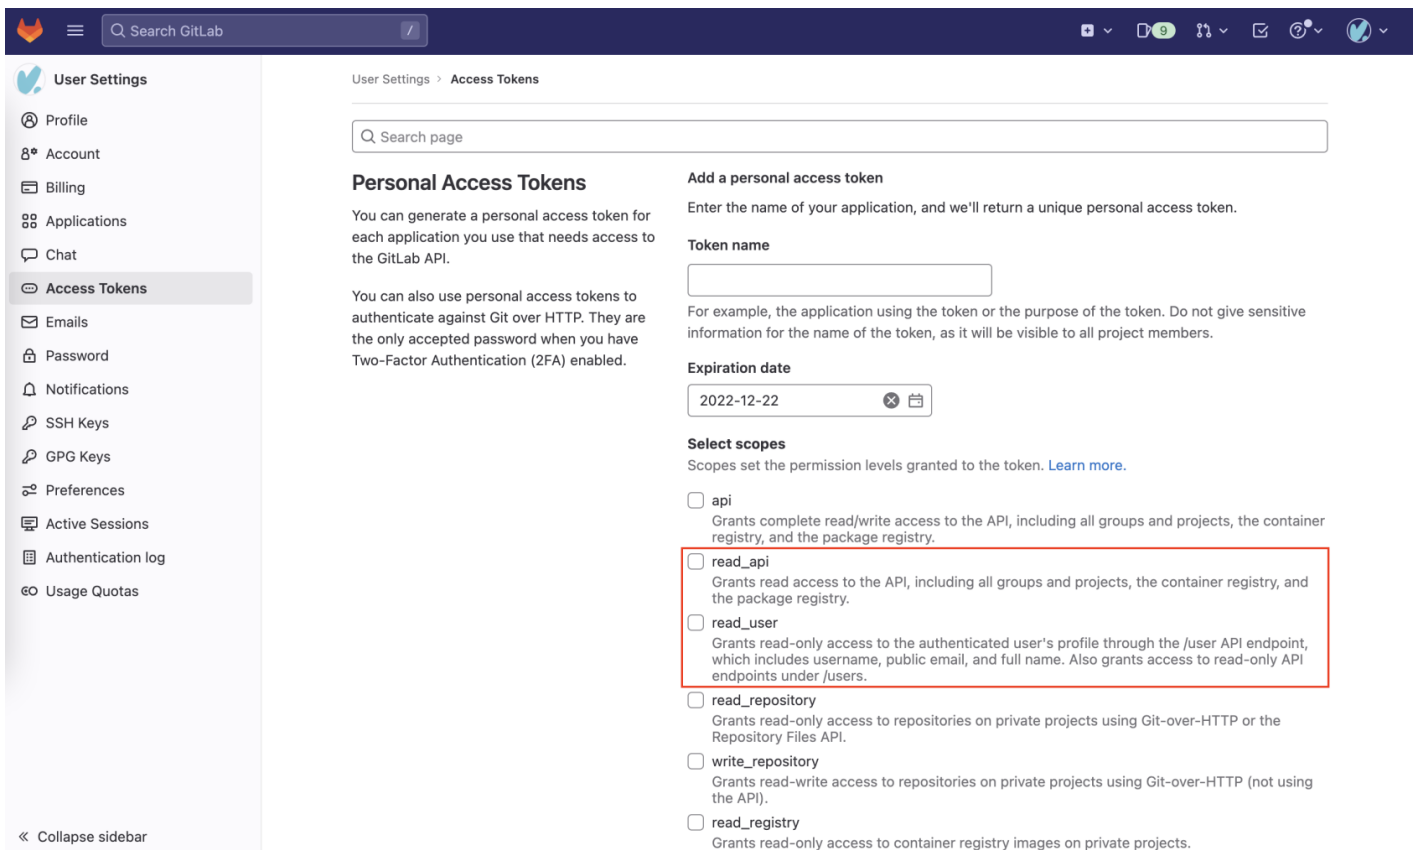 Search GitLab
/
9
User Settings
Profile
Account
Billing
Applications
Chat
Access Tokens
Emails
Password
Notifications
SSH Keys
GPG Keys
Preferences
Active Sessions
Authentication log
Usage Quotas
Collapse sidebar
User Settings > Access Tokens
Search page
Personal Access Tokens
You can generate a personal access token for
each application you use that needs access to
the GitLab API.
You can also use personal access tokens to
authenticate against Git over HTTP. They are
the only accepted password when you have
Two-Factor Authentication (2FA) enabled.
Add a personal access token
Enter the name of your application, and we'll return a unique personal access token.
Token name
For example, the application using the token or the purpose of the token. Do not give sensitive
information for the name of the token, as it will be visible to all project members.
Expiration date
2022-12-22
Select scopes
Scopes set the permission levels granted to the token. Learn more.
api
Grants complete read/write access to the API, including all groups and projects, the container
registry, and the package registry.
read_api
Grants read access to the API, including all groups and projects, the container registry, and
the package registry.
read_user
Grants read-only access to the authenticated user's profile through the /user API endpoint,
which includes username, public email, and full name. Also grants access to read-only API
endpoints under /users.
read_repository
Grants read-only access to repositories on private projects using Git-over-HTTP or the
Repository Files API.
write_repository
Grants read-write access to repositories on private projects using Git-over-HTTP (not using
the API).
read_registry
Grants read-only access to container registry images on private projects.